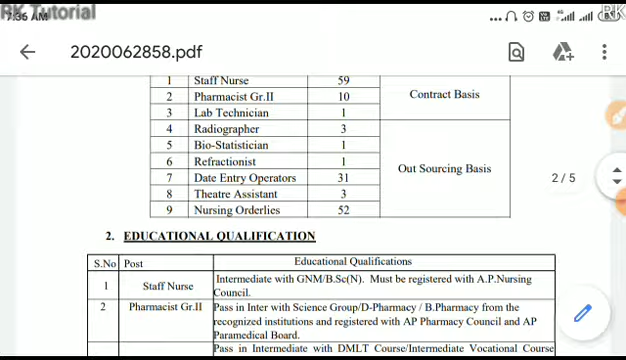 RK Tutorial
7:36 AM
2020062858.pdf
1 Staff Nurse 59
2 Pharmacist Gr.II 10 Contract Basis
3 Lab Technician 1
4 Radiographer 3
5 Bio-Statistician 1
6 Refractionist 1 Out Sourcing Basis
7 Date Entry Operators 31
8 Theatre Assistant 3
9 Nursing Orderlies 52
2 / 5
2. EDUCATIONAL QUALIFICATION
S.No Post Educational Qualifications
1 Staff Nurse Intermediate with GNM/B.Sc(N). Must be registered with A.P.Nursing
Council.
2 Pharmacist Gr.II Pass in Inter with Science Group/D-Pharmacy / B.Pharmacy from the
recognized institutions and registered with AP Pharmacy Council and AP
Paramedical Board.
Pass in Intermediate with DMLT Course/Intermediate Vocational Course